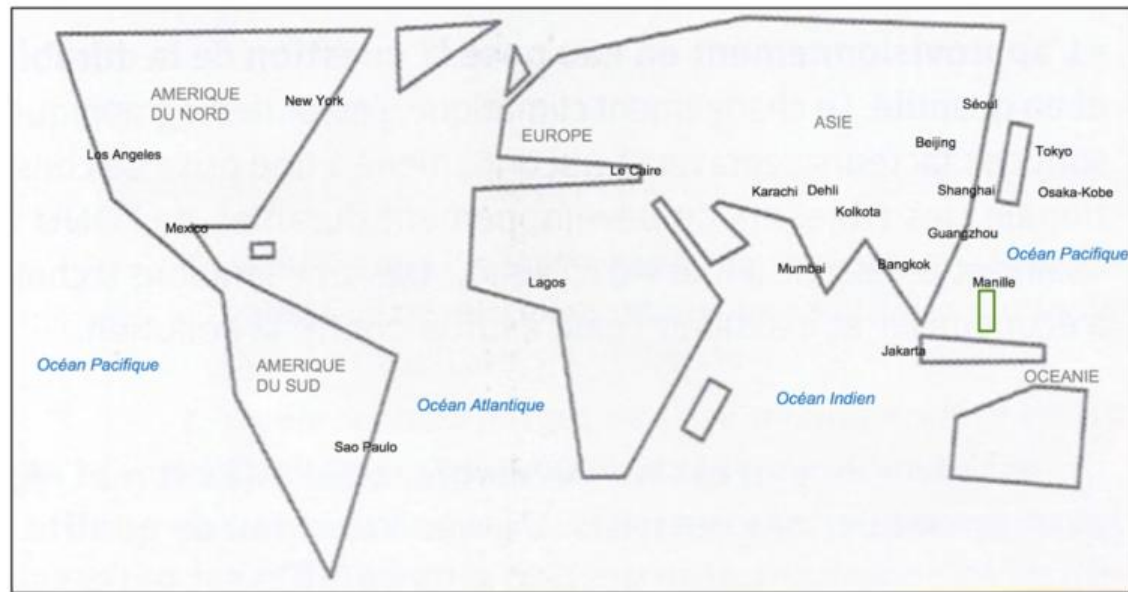 AMERIQUE
DU NORD
New York
Los Angeles
Mexico
EUROPE
ASIE
Séoul
Beijing
Tokyo
Le Caire
Karachi
Dehli
Shanghai
Osaka-Kobe
Kolkota
Guangzhou
Océan Pacifique
Mumbai
Bangkok
Lagos
Manille
Jakarta
Océan Pacifique
AMERIQUE
DU SUD
OCEANIE
Océan Atlantique
Océan Indien
Sao Paulo